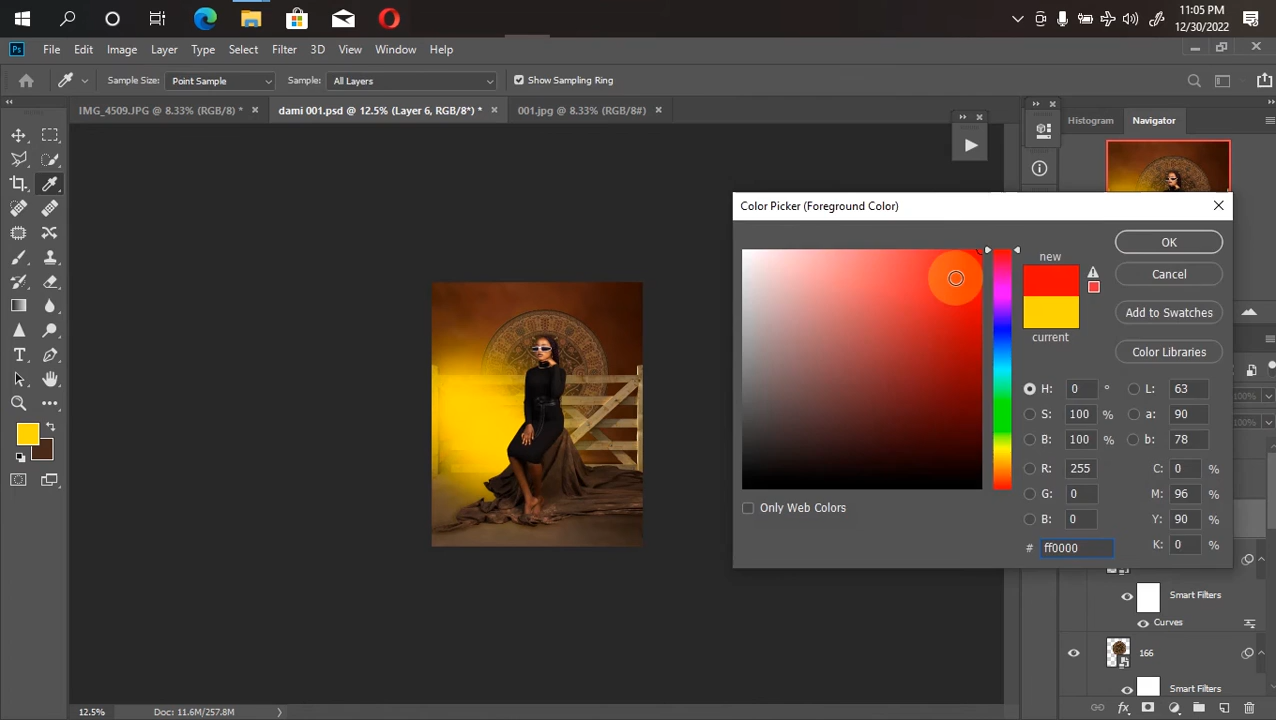 11:05 PM
12/30/2022
Ps File Edit Image Layer Type Select Filter 3D View Window Help
Sample Size: Point Sample Sample: All Layers Show Sampling Ring
IMG_4509.JPG @ 8.33% (RGB/8) * dami 001.psd @ 12.5% (Layer 6, RGB/8*) * 001.jpg @ 8.33% (RGB/8#)
Histogram Navigator
Color Picker (Foreground Color)
OK
new
Cancel
Add to Swatches
current
Color Libraries
H: 0 ° L: 63
S: 100 % a: 90
B: 100 % b: 78
R: 255 C: 0 %
G: 0 M: 96 %
B: 0 Y: 90 %
# ff0000 K: 0 %
Only Web Colors
Smart Filters
Curves
166
Smart Filters
12.5% Doc: 11.6M/257.8M
fx